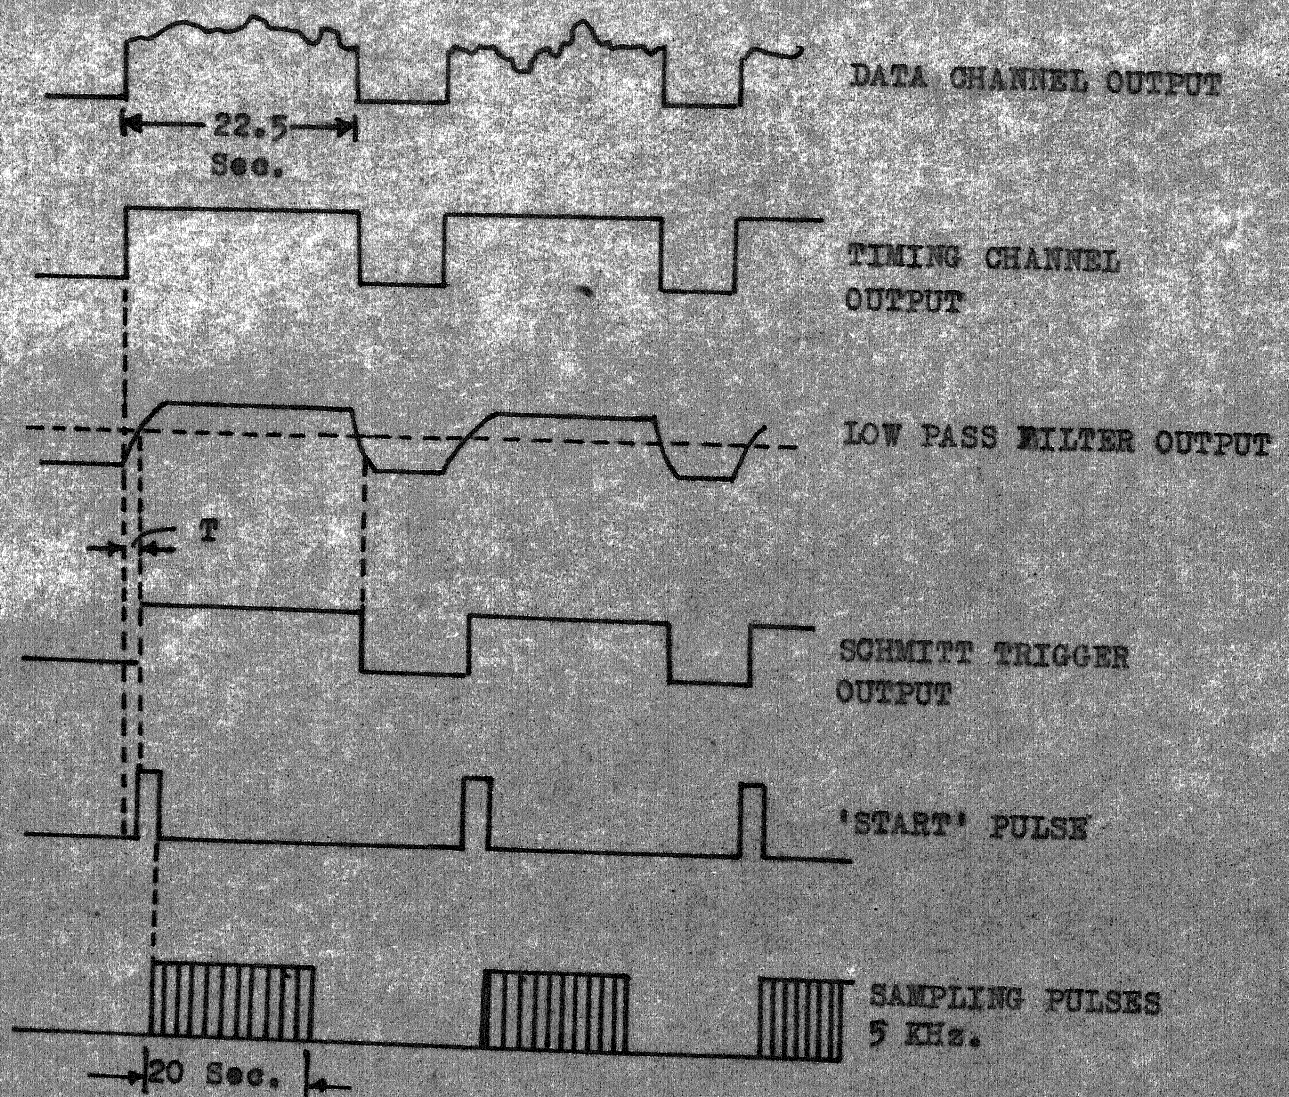 DATA CHANNEL OUTPUT
22.5
Sec.
TIMING CHANNEL
OUTPUT
LOW PASS FILTER OUTPUT
T
SCHMITT TRIGGER
OUTPUT
'START' PULSE
SAMPLING PULSES
5 KHz.
20 Sec.